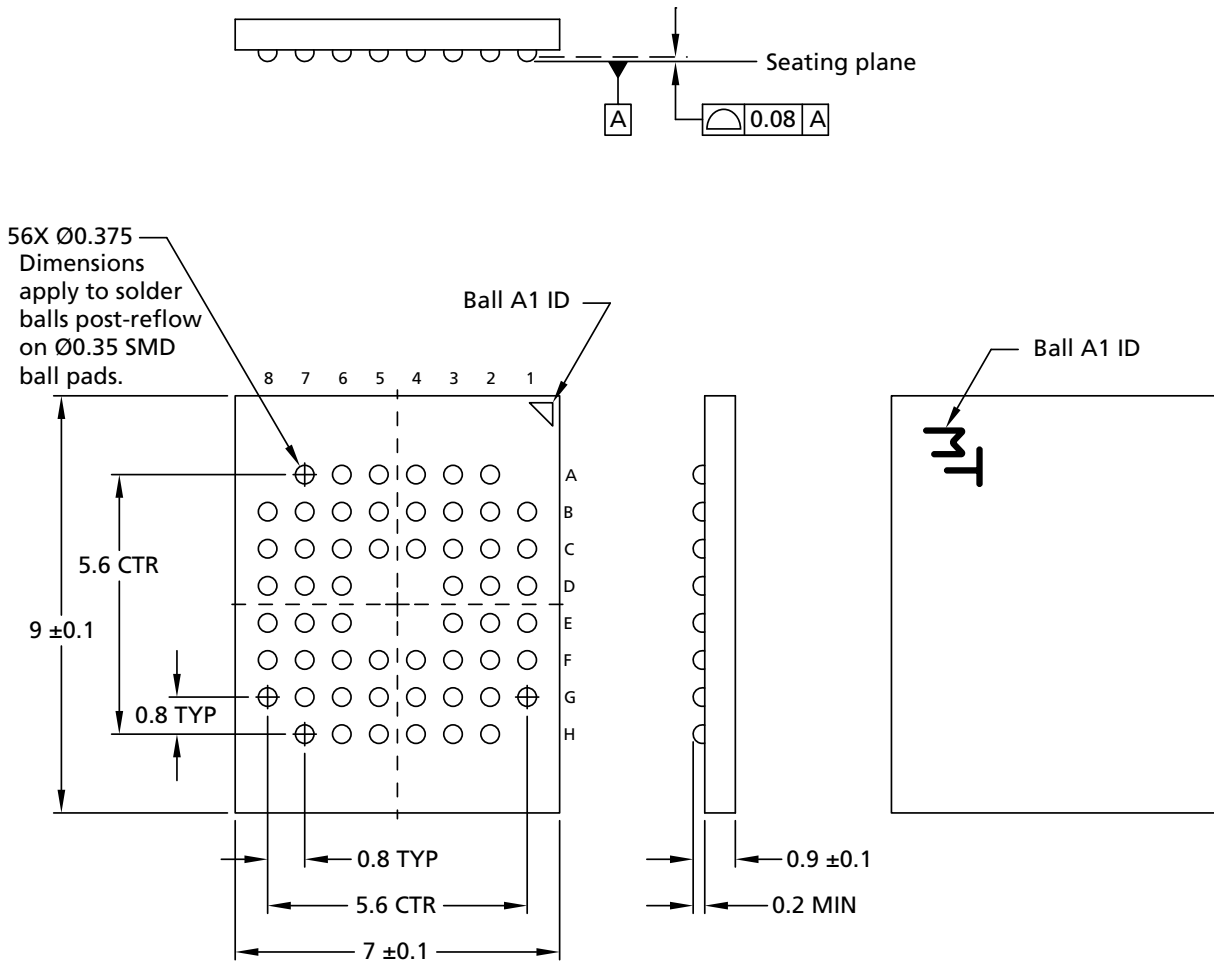 Seating plane
A
0.08 A
56X Ø0.375
Dimensions
apply to solder
balls post-reflow
on Ø0.35 SMD
ball pads.
Ball A1 ID
Ball A1 ID
8 7 6 5 4 3 2 1
A
B
C
D
E
F
G
H
5.6 CTR
9 ±0.1
0.8 TYP
0.8 TYP
5.6 CTR
7 ±0.1
0.9 ±0.1
0.2 MIN
MT